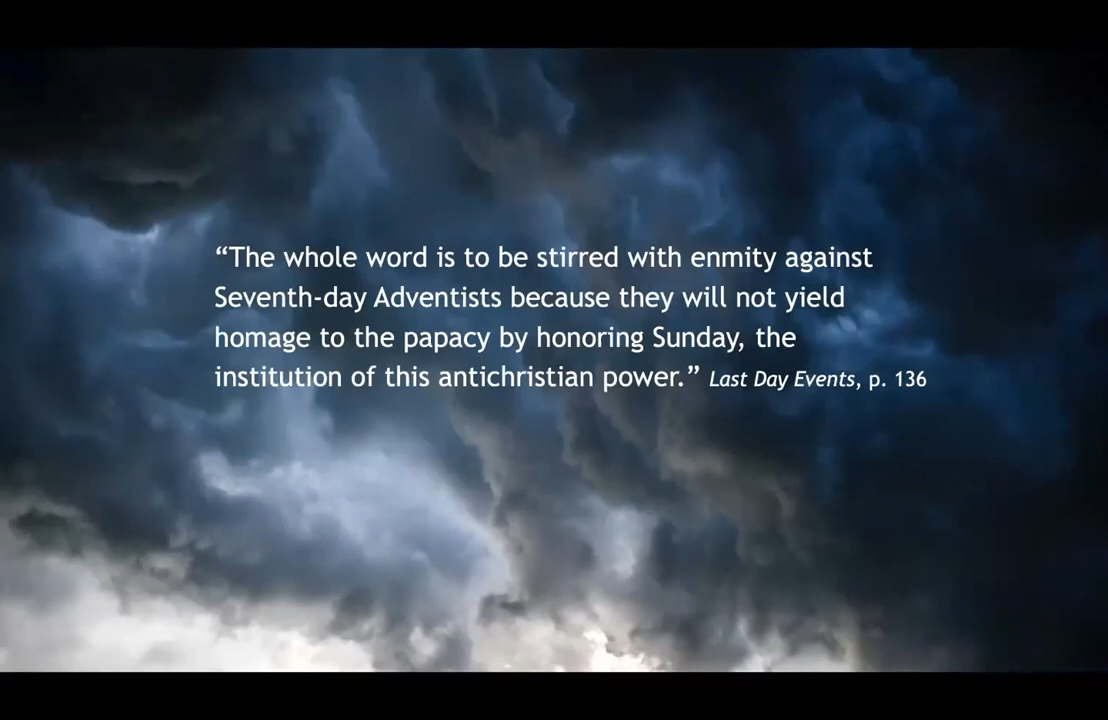 “The whole word is to be stirred with enmity against
Seventh-day Adventists because they will not yield
homage to the papacy by honoring Sunday, the
institution of this antichristian power.” Last Day Events, p. 136